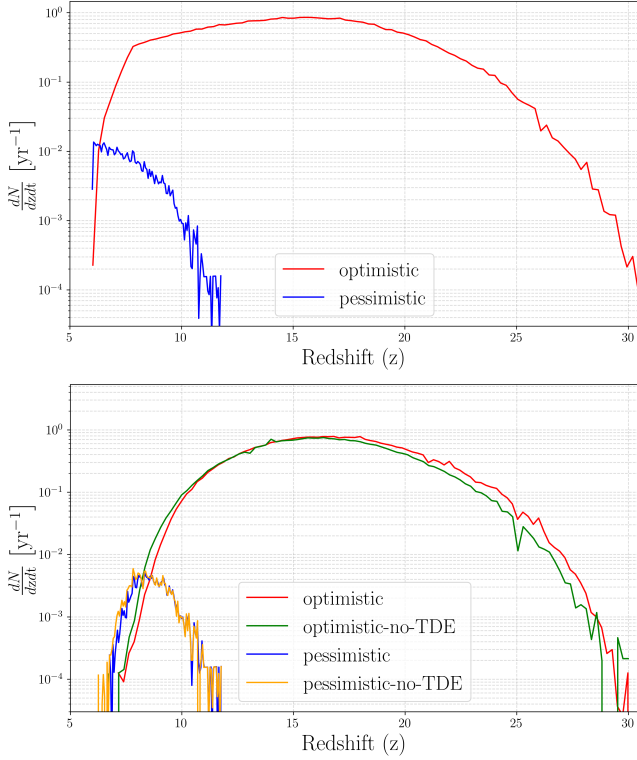 10^0
10^{-1}
10^{-2}
10^{-3}
10^{-4}
\frac{dN}{dzdt} [yr^{-1}]
optimistic
pessimistic
5 10 15 20 25 30
Redshift (z)
10^0
10^{-1}
10^{-2}
10^{-3}
10^{-4}
\frac{dN}{dzdt} [yr^{-1}]
optimistic
optimistic-no-TDE
pessimistic
pessimistic-no-TDE
5 10 15 20 25 30
Redshift (z)